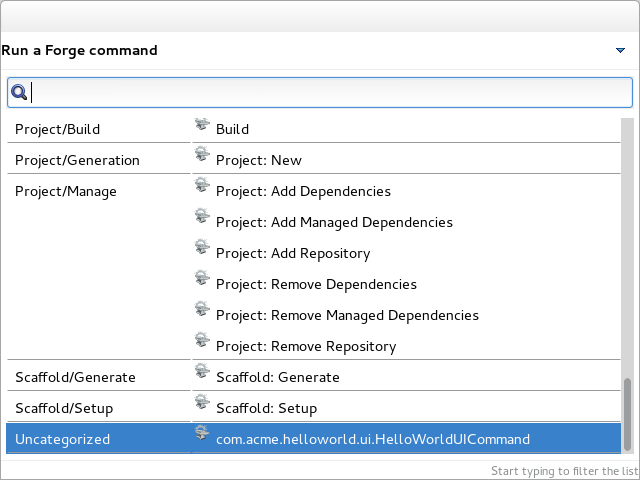 Run a Forge command
Project/Build Build
Project/Generation Project: New
Project/Manage Project: Add Dependencies
Project: Add Managed Dependencies
Project: Add Repository
Project: Remove Dependencies
Project: Remove Managed Dependencies
Project: Remove Repository
Scaffold/Generate Scaffold: Generate
Scaffold/Setup Scaffold: Setup
Uncategorized com.acme.helloworld.ui.HelloWorldUICommand
Start typing to filter the list